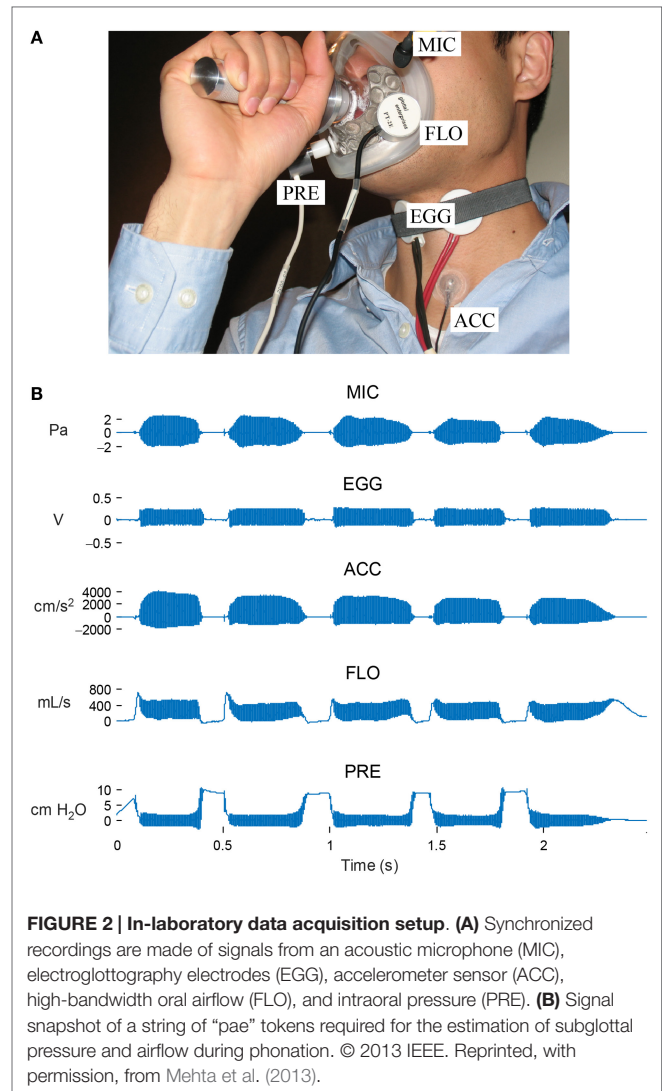 A
MIC
glottal
enterprises
PT-2E
FLO
PRE
EGG
ACC
B
MIC
Pa
2
0
−2
EGG
V
0.5
0
−0.5
ACC
cm/s²
4000
2000
0
−2000
FLO
mL/s
800
400
0
PRE
cm H₂O
10
5
0
0 0.5 1 1.5 2
Time (s)
FIGURE 2 | In-laboratory data acquisition setup. (A) Synchronized
recordings are made of signals from an acoustic microphone (MIC),
electroglottography electrodes (EGG), accelerometer sensor (ACC),
high-bandwidth oral airflow (FLO), and intraoral pressure (PRE). (B) Signal
snapshot of a string of “pae” tokens required for the estimation of subglottal
pressure and airflow during phonation. © 2013 IEEE. Reprinted, with
permission, from Mehta et al. (2013).